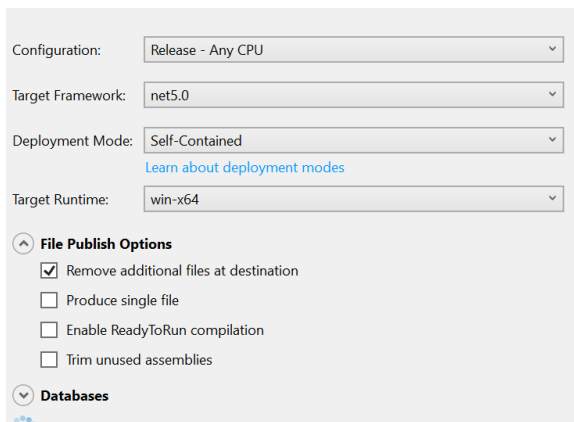 Configuration: Release - Any CPU
Target Framework: net5.0
Deployment Mode: Self-Contained
Learn about deployment modes
Target Runtime: win-x64
File Publish Options
Remove additional files at destination
Produce single file
Enable ReadyToRun compilation
Trim unused assemblies
Databases